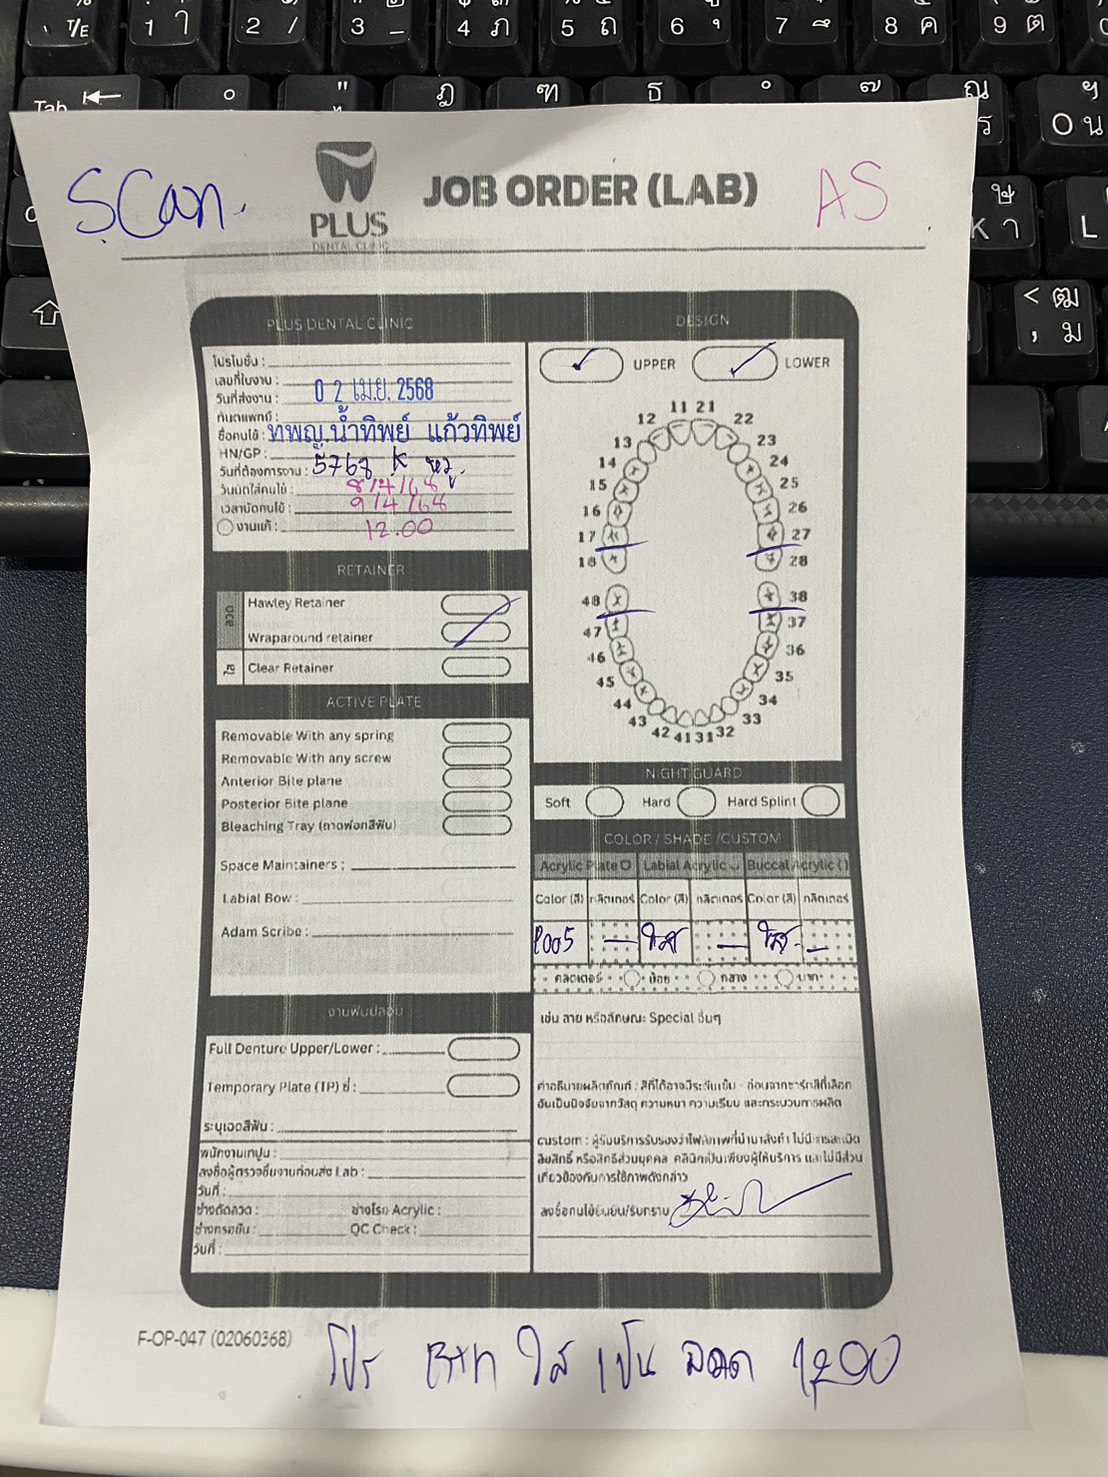 SCan.
PLUS
DENTAL CLINIC
JOB ORDER (LAB)
AS
PLUS DENTAL CLINIC
โปรโมชั่น :
เลขที่ใบงาน :
วันที่ส่งงาน : 0 2 เม.ย. 2568
ทันตแพทย์ :
ชื่อคนไข้ : ทพญ.น้ำทิพย์ แก้วทิพย์
HN/GP : 5768 K
วันที่ต้องการงาน : 8/4/68
วันนัดใส่คนไข้ : 9/4/68
เวลานัดคนไข้ : 12.00
งานแก้ :
RETAINER
ลวด
Hawley Retainer
Wraparound retainer
ใส
Clear Retainer
ACTIVE PLATE
Removable With any spring
Removable With any screw
Anterior Bite plane
Posterior Bite plane
Bleaching Tray (ถาดฟอกสีฟัน)
Space Maintainers :
Labial Bow :
Adam Scribe :
งานฟันปลอม
Full Denture Upper/Lower :
Temporary Plate (TP) ซี่ :
ระบุเฉดสีฟัน :
พนักงานเทปูน :
ลงชื่อผู้ตรวจชิ้นงานก่อนส่ง Lab :
วันที่ :
ช่างดัดลวด : ช่างโรย Acrylic :
ช่างกรอขัด : QC Check :
วันที่ :
DESIGN
UPPER LOWER
11 21
12 22
13 23
14 24
15 25
16 26
17 27
18 28
48 38
47 37
46 36
45 35
44 34
43 33
42 41 31 32
NIGHT GUARD
Soft Hard Hard Splint
COLOR / SHADE / CUSTOM
Acrylic Plate Labial Acrylic Buccal Acrylic ( )
Color (สี) กลิตเตอร์ Color (สี) กลิตเตอร์ Color (สี) กลิตเตอร์
P005 — ใส — ใส —
กลิตเตอร์ น้อย กลาง มาก
เช่น ลาย หรือลักษณะ Special อื่นๆ
คำอธิบายผลิตภัณฑ์ : สีที่ได้อาจมีระดับเข้ม - อ่อนจากชาร์ทสีที่เลือก
อันเป็นปัจจัยจากวัสดุ ความหนา ความเรียบ และกระบวนการผลิต
custom : ผู้รับบริการรับรองว่าไฟล์ภาพที่นำมาสั่งทำ ไม่มีการละเมิด
ลิขสิทธิ์ หรือสิทธิส่วนบุคคล คลินิกเป็นเพียงผู้ให้บริการ และไม่มีส่วน
เกี่ยวข้องกับการใช้ภาพดังกล่าว
ลงชื่อคนไข้ยืนยัน/รับทราบ
F-OP-047 (02060368)
โปร ใส เป็น ลวด 1200